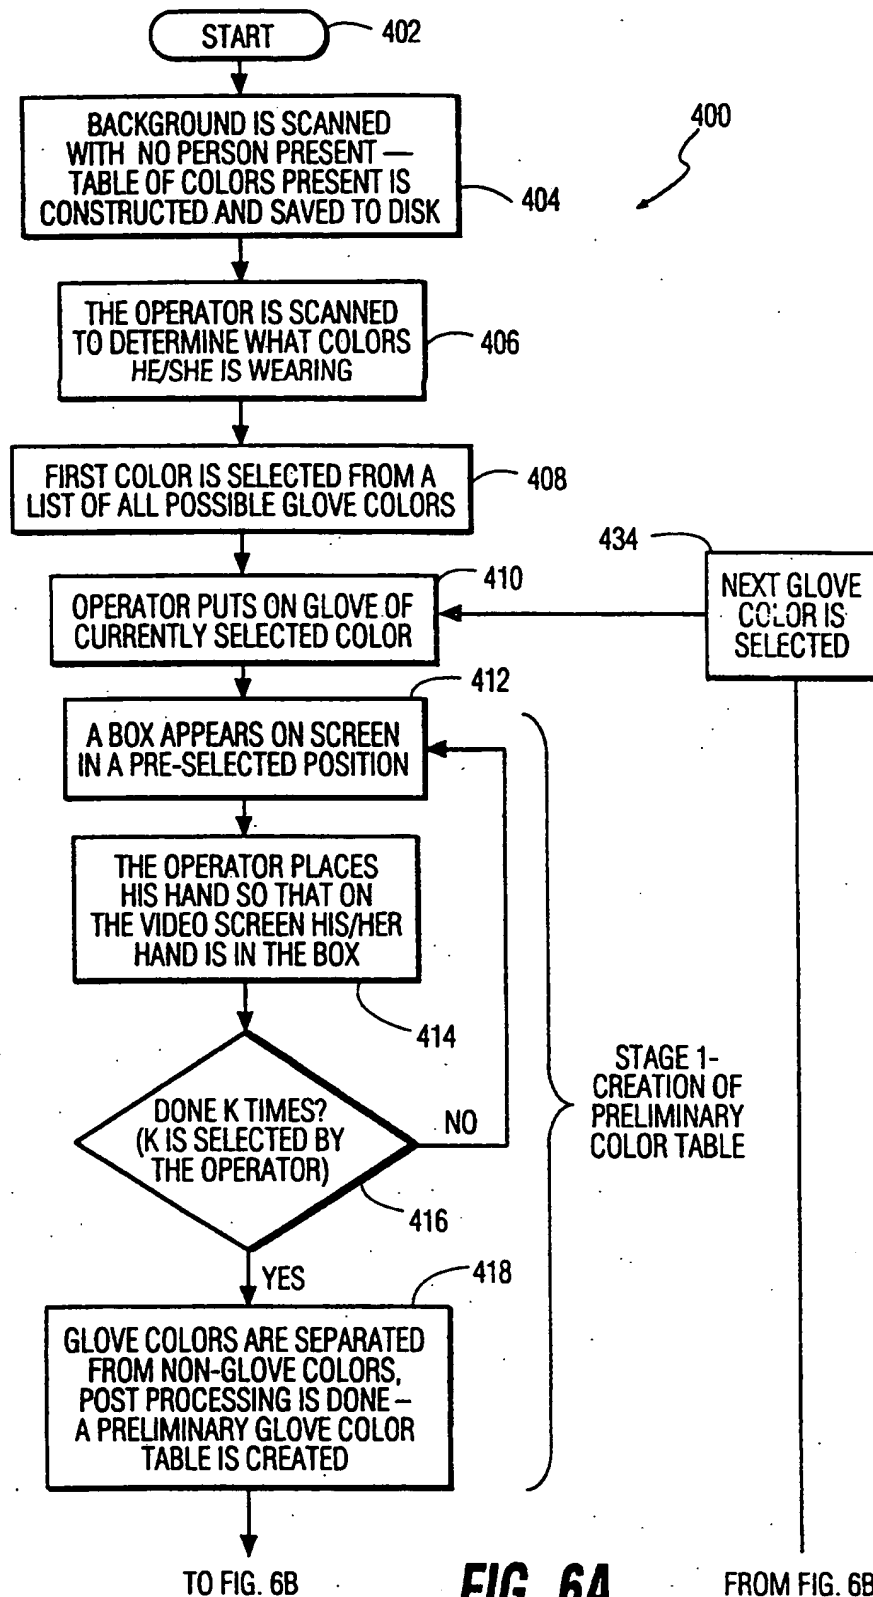 START
402
BACKGROUND IS SCANNED
WITH NO PERSON PRESENT —
TABLE OF COLORS PRESENT IS
CONSTRUCTED AND SAVED TO DISK
404
400
THE OPERATOR IS SCANNED
TO DETERMINE WHAT COLORS
HE/SHE IS WEARING
406
FIRST COLOR IS SELECTED FROM A
LIST OF ALL POSSIBLE GLOVE COLORS
408
434
NEXT GLOVE
COLOR IS
SELECTED
410
OPERATOR PUTS ON GLOVE OF
CURRENTLY SELECTED COLOR
412
A BOX APPEARS ON SCREEN
IN A PRE-SELECTED POSITION
THE OPERATOR PLACES
HIS HAND SO THAT ON
THE VIDEO SCREEN HIS/HER
HAND IS IN THE BOX
414
STAGE 1-
CREATION OF
PRELIMINARY
COLOR TABLE
DONE K TIMES?
(K IS SELECTED BY
THE OPERATOR)
NO
416
YES
418
GLOVE COLORS ARE SEPARATED
FROM NON-GLOVE COLORS,
POST PROCESSING IS DONE –
A PRELIMINARY GLOVE COLOR
TABLE IS CREATED
TO FIG. 6B
FIG. 6A
FROM FIG. 6B